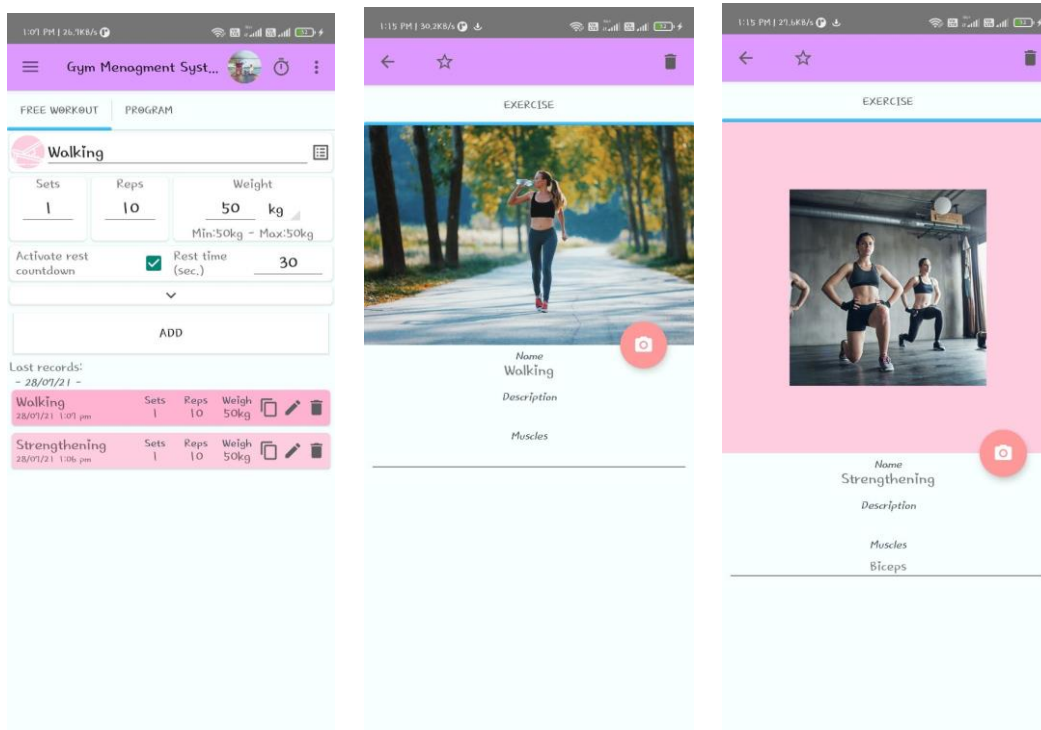 1:07 PM | 26.7KB/s
Gym Menagment Syst...
FREE WORKOUT PROGRAM
Walking
Sets Reps Weight
1 10 50 kg
Min:50kg - Max:50kg
Activate rest countdown
Rest time (sec.) 30
ADD
Last records:
- 28/07/21 -
Walking Sets Reps Weigh
28/07/21 1:07 pm 1 10 50kg
Strengthening Sets Reps Weigh
28/07/21 1:06 pm 1 10 50kg
1:15 PM | 30.2KB/s
EXERCISE
Name
Walking
Description
Muscles
1:15 PM | 27.6KB/s
EXERCISE
Name
Strengthening
Description
Muscles
Biceps